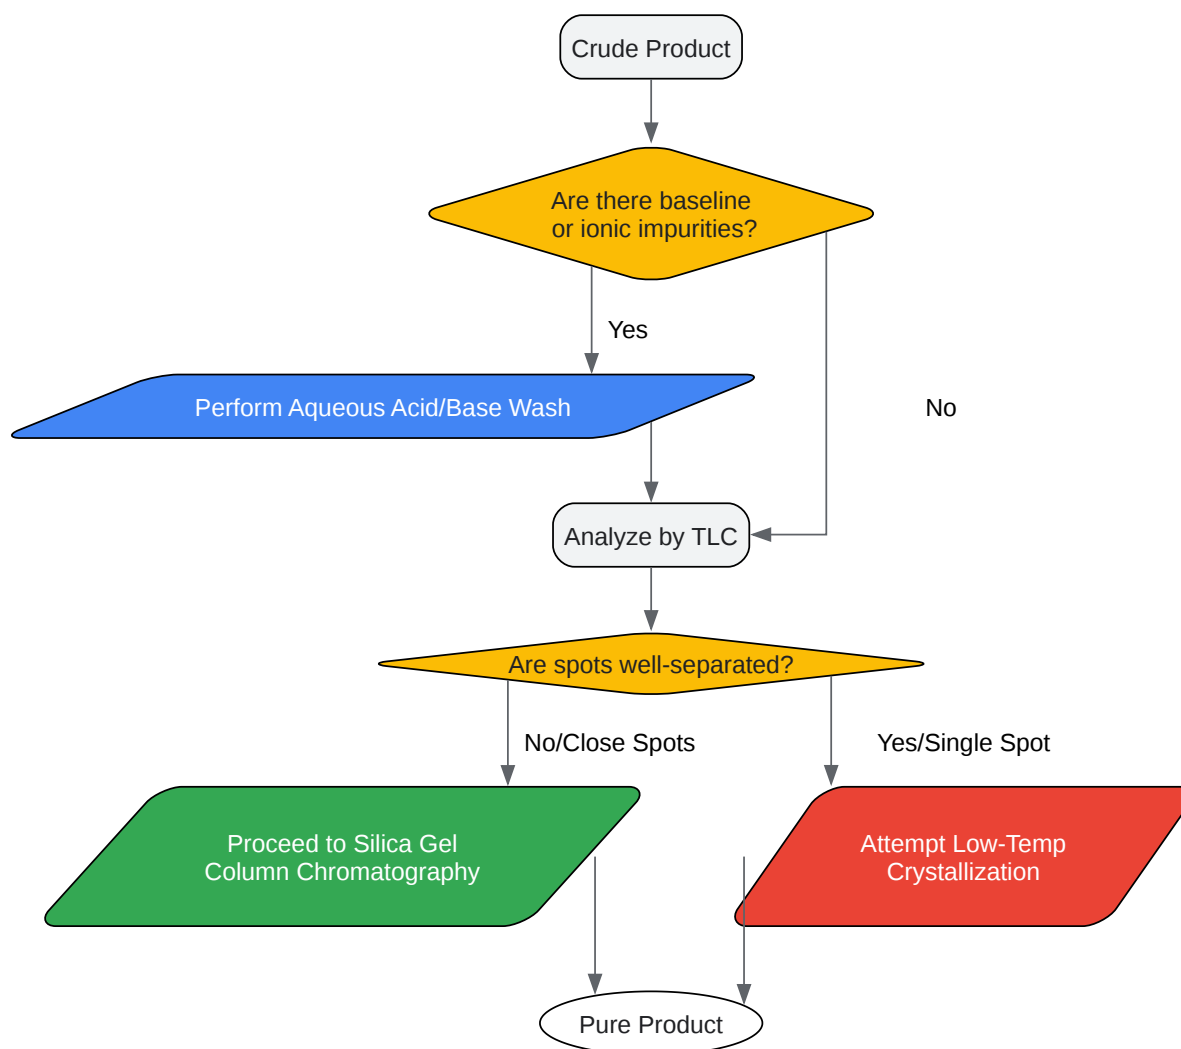 Crude Product
Are there baseline
or ionic impurities?
Yes
Perform Aqueous Acid/Base Wash
No
Analyze by TLC
Are spots well-separated?
No/Close Spots
Yes/Single Spot
Proceed to Silica Gel
Column Chromatography
Attempt Low-Temp
Crystallization
Pure Product